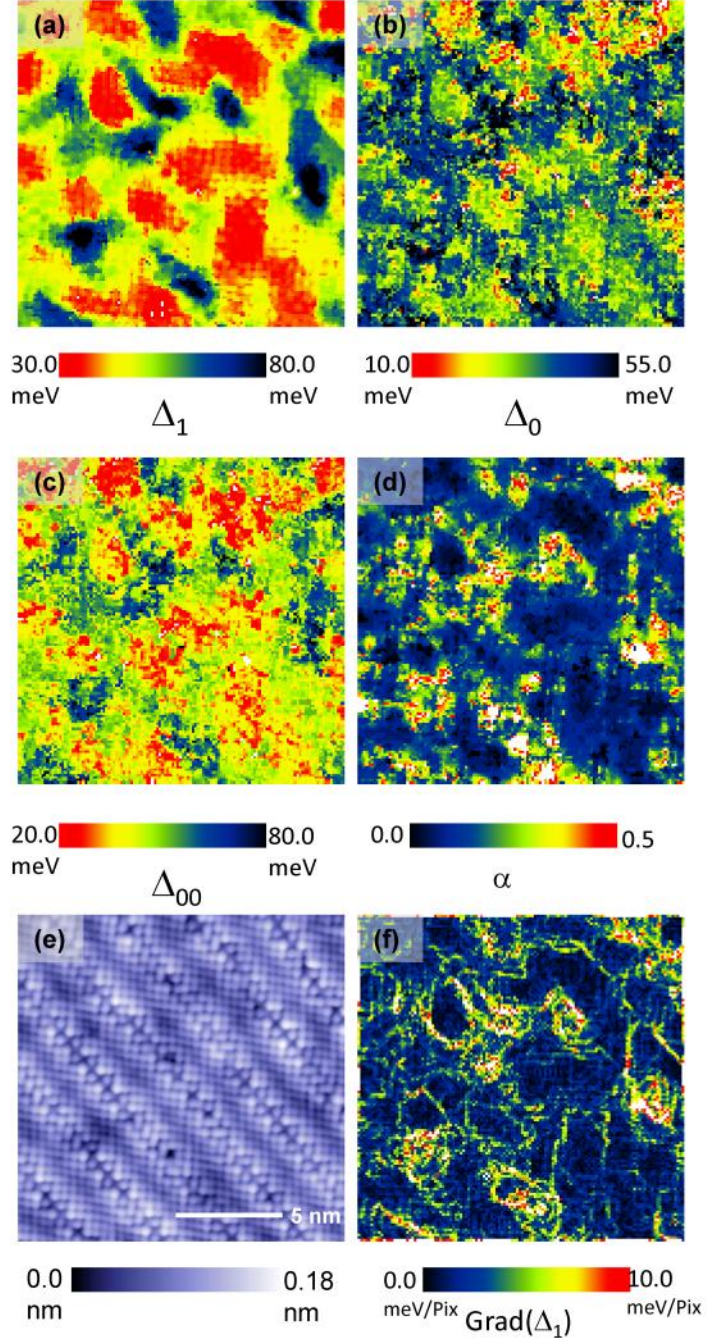 (a)
(b)
30.0 meV
80.0 meV
Δ1
10.0 meV
55.0 meV
Δ0
(c)
(d)
20.0 meV
80.0 meV
Δ00
0.0
0.5
α
(e)
(f)
5 nm
0.0 nm
0.18 nm
0.0 meV/Pix
10.0 meV/Pix
Grad(Δ1)